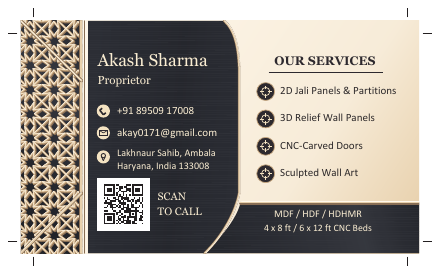 Akash Sharma
Proprietor
+91 89509 17008
akay0171@gmail.com
Lakhnaur Sahib, Ambala
Haryana, India 133008
SCAN
TO CALL
OUR SERVICES
2D Jali Panels & Partitions
3D Relief Wall Panels
CNC-Carved Doors
Sculpted Wall Art
MDF / HDF / HDHMR
4 x 8 ft / 6 x 12 ft CNC Beds